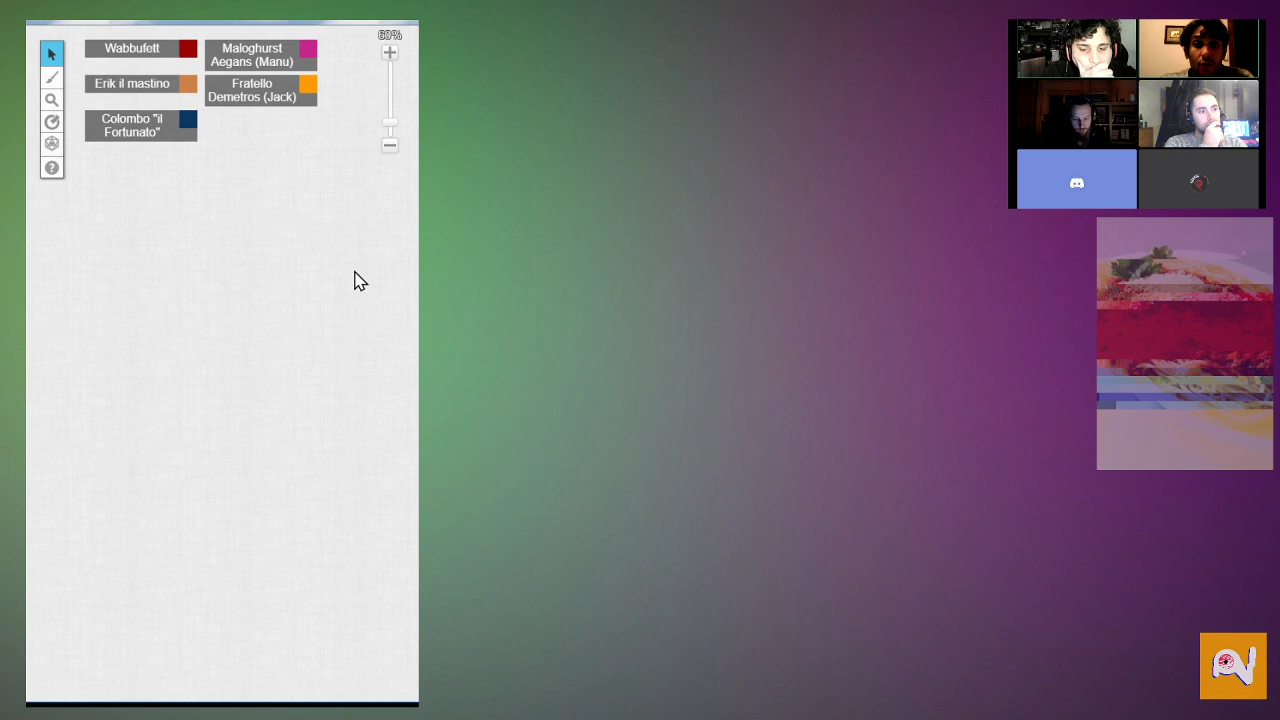 60%
Wabbufett
Maloghurst
Aegans (Manu)
Erik il mastino
Fratello
Demetros (Jack)
Colombo "il
Fortunato"